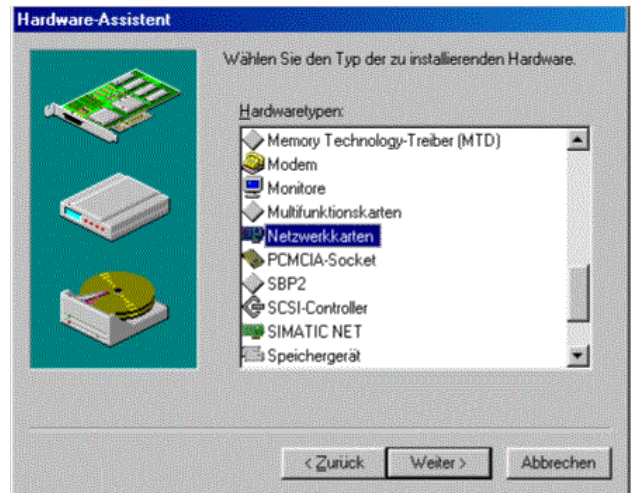 Hardware-Assistent
Wählen Sie den Typ der zu installierenden Hardware.
Hardwaretypen:
Memory Technology-Treiber (MTD)
Modem
Monitore
Multifunktionskarten
Netzwerkkarten
PCMCIA-Socket
SBP2
SCSI-Controller
SIMATIC NET
Speichergerät
< Zurück
Weiter >
Abbrechen